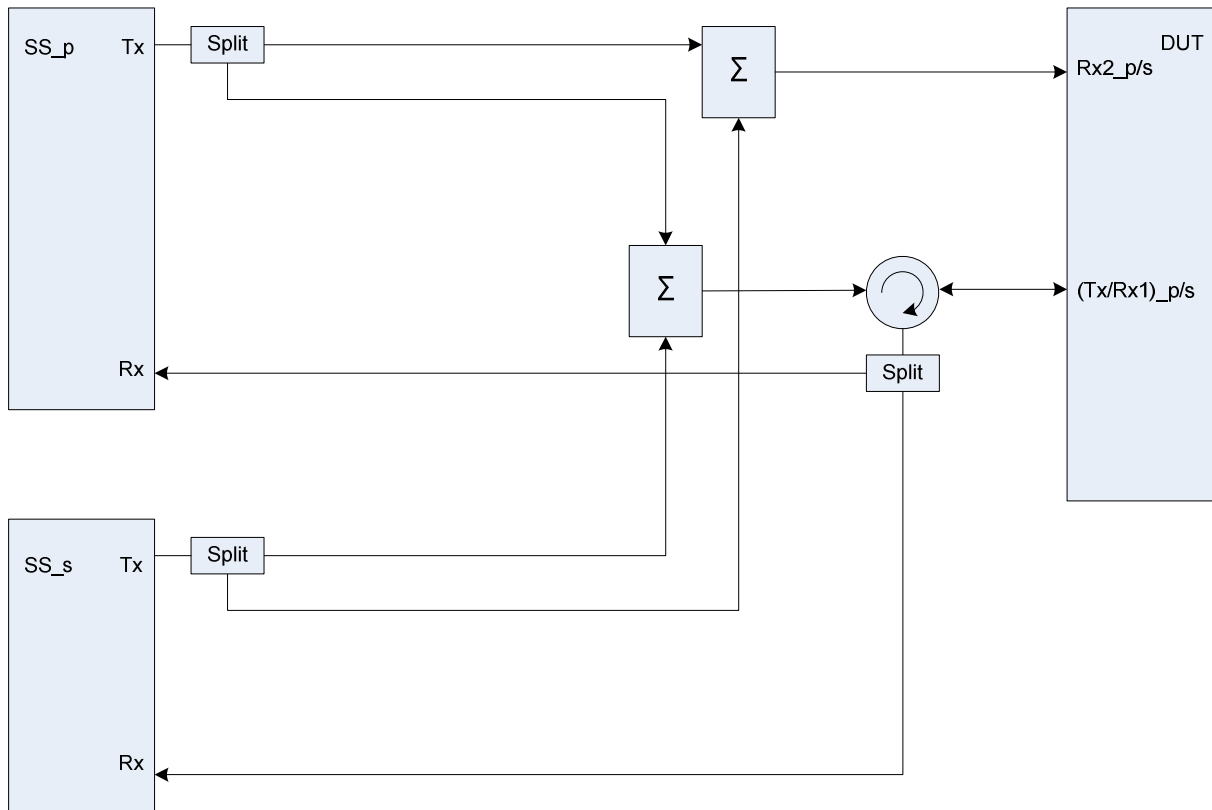 SS_p
Tx
Split
Σ
DUT
Rx2_p/s
Σ
(Tx/Rx1)_p/s
Rx
Split
SS_s
Tx
Split
Rx